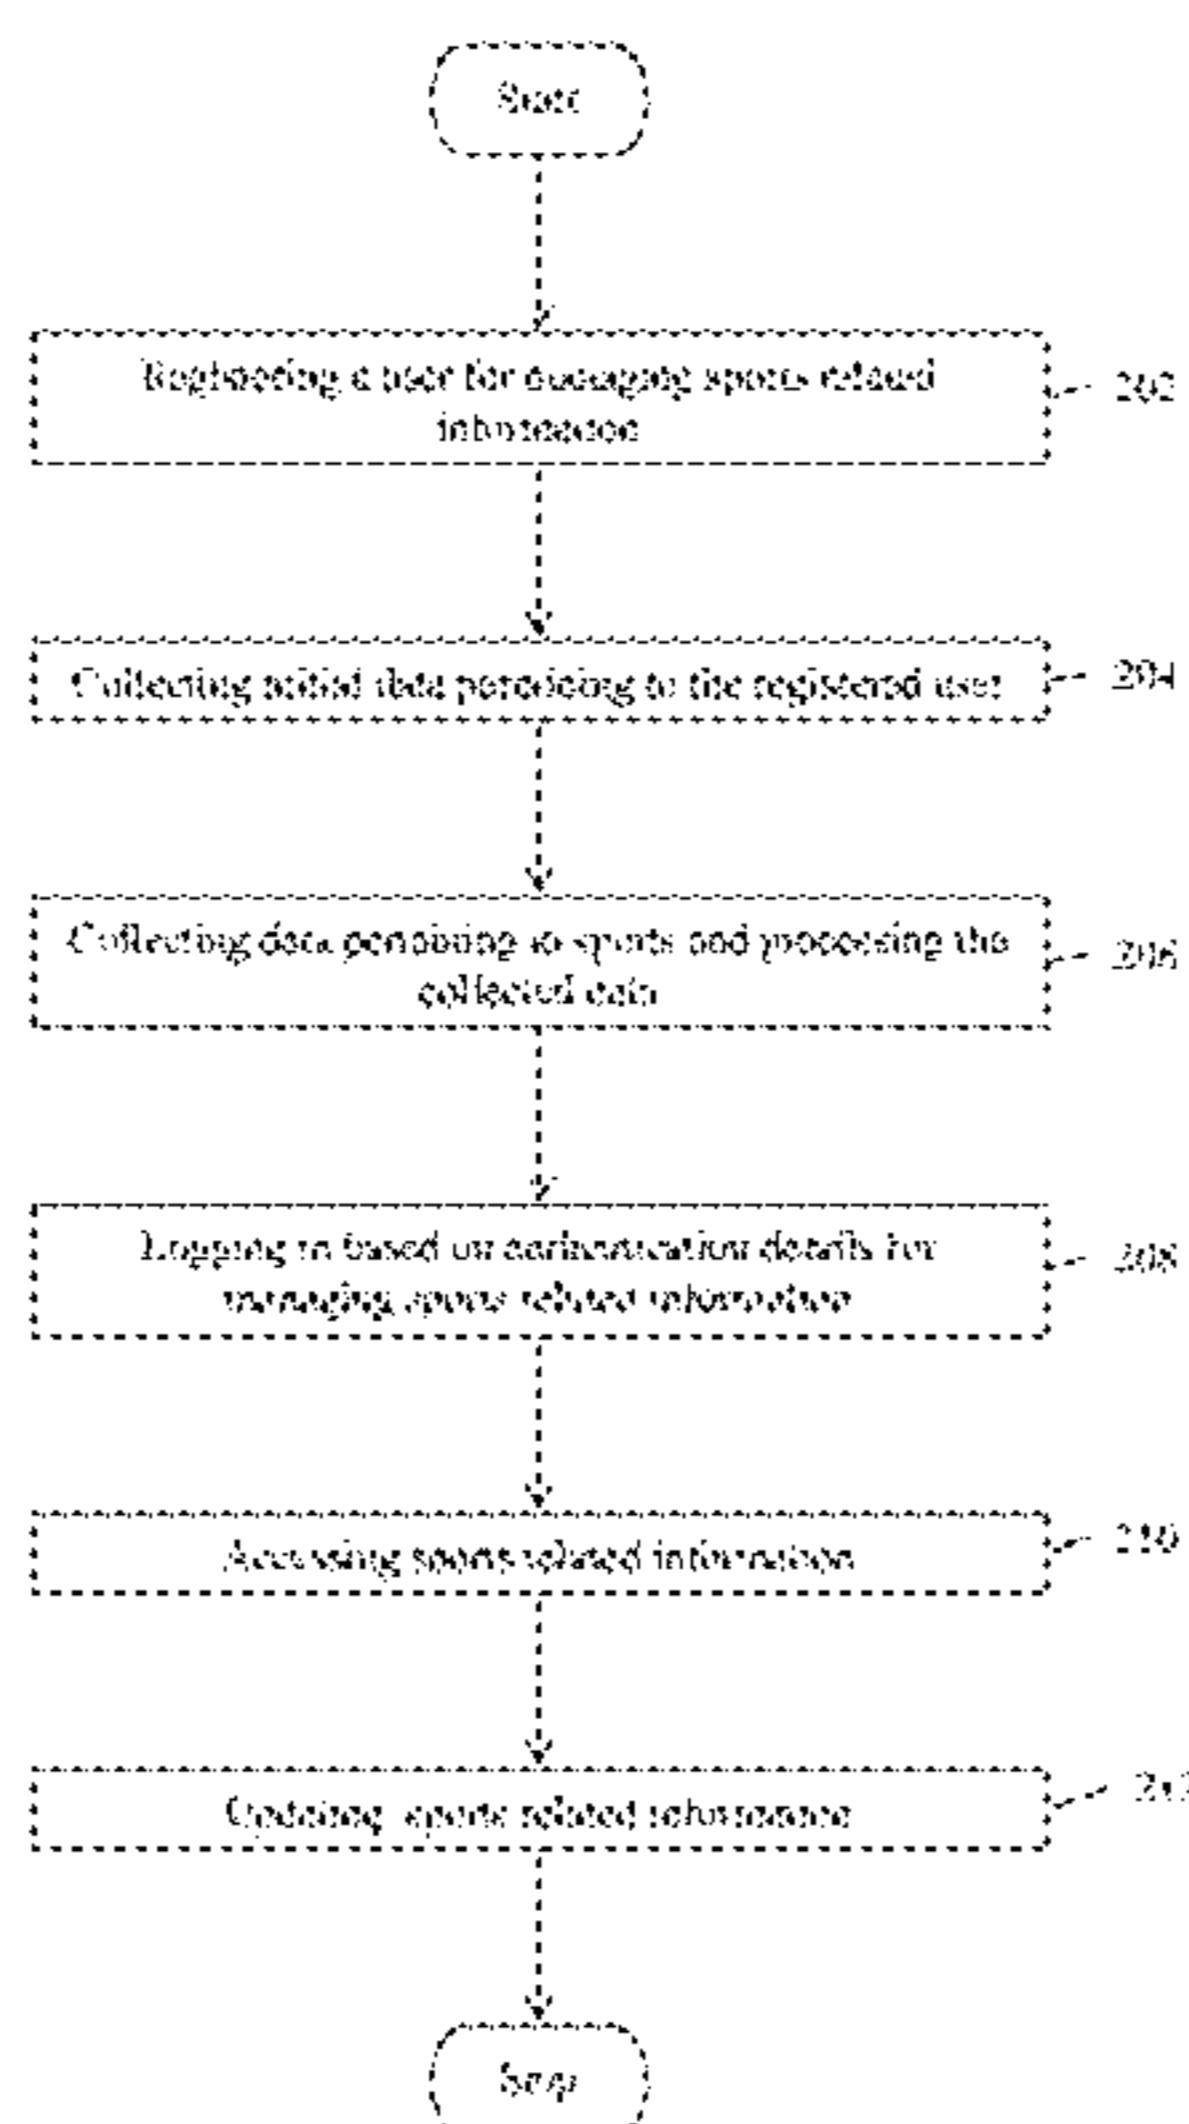 Start
Registering a user for managing sports related
information
202
Collecting initial data pertaining to the registered user
204
Collecting data pertaining to sports and processing the
collected data
206
Logging in based on authentication details for
managing sports related information
208
Accessing sports related information
210
Updating sports related information
Stop